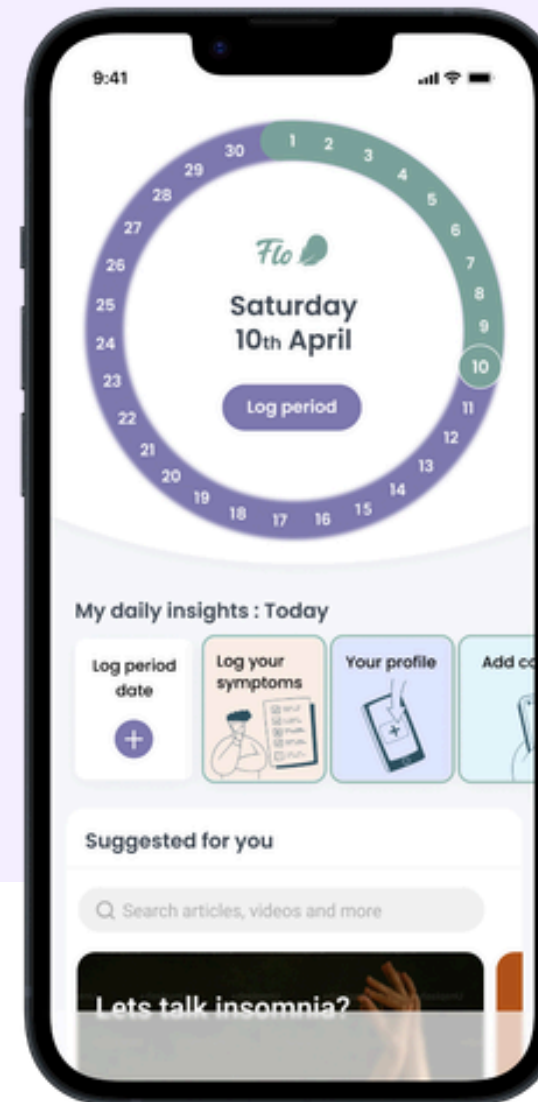 9:41
1
2
3
4
5
6
7
8
9
10
11
12
13
14
15
16
17
18
19
20
21
22
23
24
25
26
27
28
29
30
Flo
Saturday
10th April
Log period
My daily insights : Today
Log period
date
Log your
symptoms
Your profile
Add
Suggested for you
Search articles, videos and more
Lets talk insomnia?